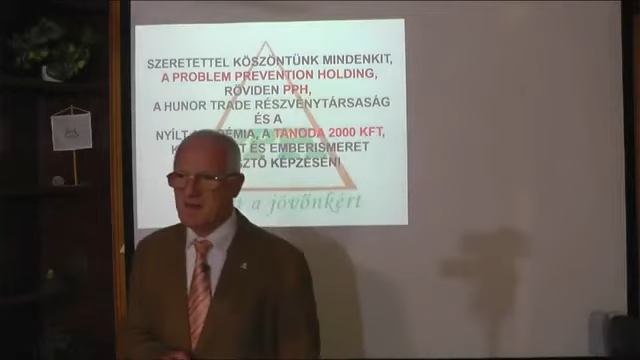 SZERETETTEL KÖSZÖNTÜNK MINDENKIT,
A PROBLEM PREVENTION HOLDING,
RÖVIDEN PPH,
A HUNOR TRADE RÉSZVÉNYTÁRSASÁG
ÉS A
NYÍLT A TANODA 2000 KFT,
ÉS EMBERISMERET
KÉPZÉSÉN!
a jövőnkért